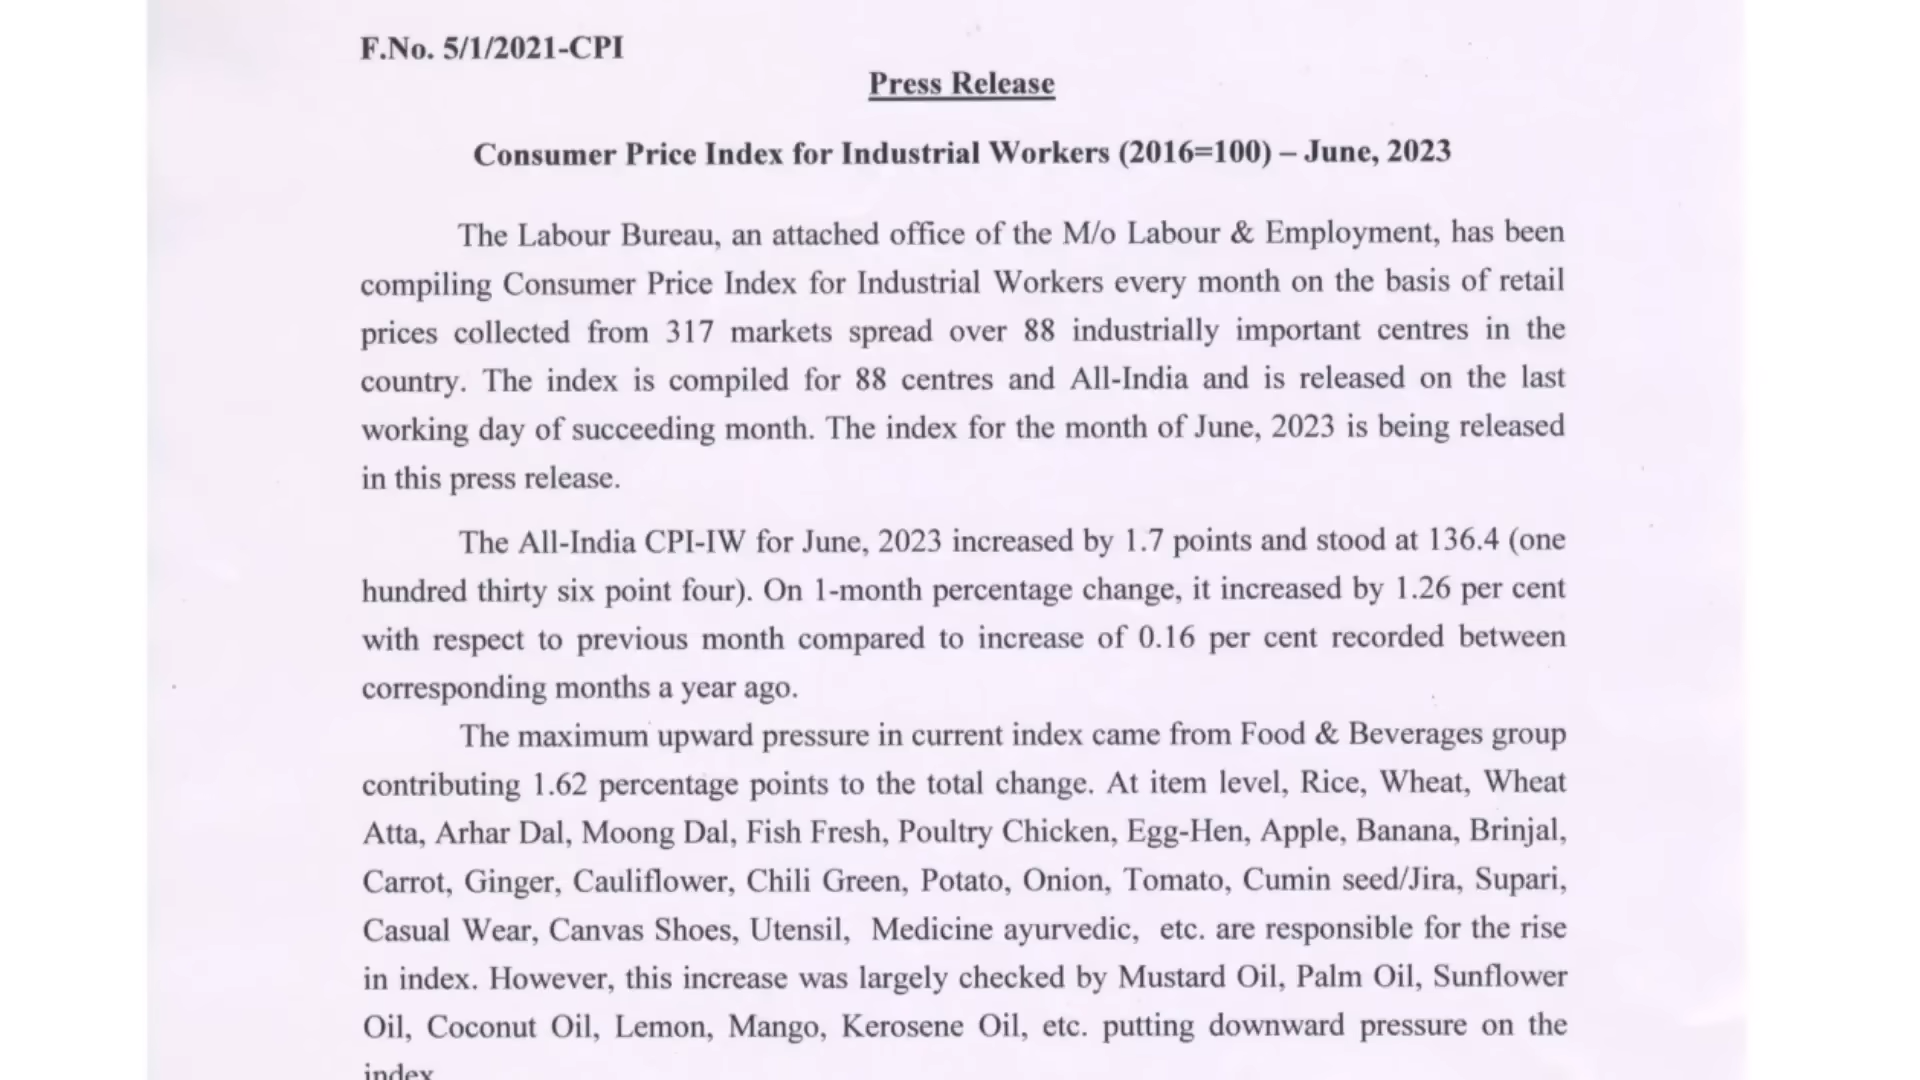 F.No. 5/1/2021-CPI
Press Release
Consumer Price Index for Industrial Workers (2016=100) – June, 2023
The Labour Bureau, an attached office of the M/o Labour & Employment, has been
compiling Consumer Price Index for Industrial Workers every month on the basis of retail
prices collected from 317 markets spread over 88 industrially important centres in the
country. The index is compiled for 88 centres and All-India and is released on the last
working day of succeeding month. The index for the month of June, 2023 is being released
in this press release.
The All-India CPI-IW for June, 2023 increased by 1.7 points and stood at 136.4 (one
hundred thirty six point four). On 1-month percentage change, it increased by 1.26 per cent
with respect to previous month compared to increase of 0.16 per cent recorded between
corresponding months a year ago.
The maximum upward pressure in current index came from Food & Beverages group
contributing 1.62 percentage points to the total change. At item level, Rice, Wheat, Wheat
Atta, Arhar Dal, Moong Dal, Fish Fresh, Poultry Chicken, Egg-Hen, Apple, Banana, Brinjal,
Carrot, Ginger, Cauliflower, Chili Green, Potato, Onion, Tomato, Cumin seed/Jira, Supari,
Casual Wear, Canvas Shoes, Utensil, Medicine ayurvedic, etc. are responsible for the rise
in index. However, this increase was largely checked by Mustard Oil, Palm Oil, Sunflower
Oil, Coconut Oil, Lemon, Mango, Kerosene Oil, etc. putting downward pressure on the
index.